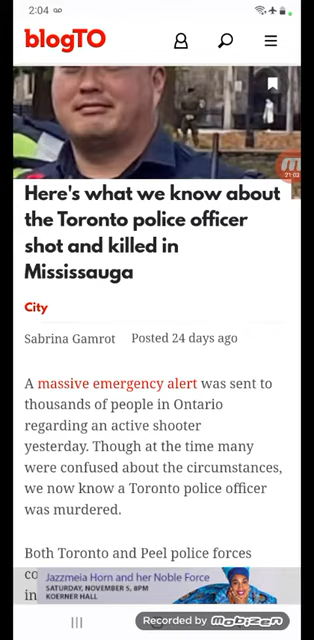 2:04
blogTO
21:03
Here's what we know about
the Toronto police officer
shot and killed in
Mississauga
City
Sabrina Gamrot Posted 24 days ago
A massive emergency alert was sent to
thousands of people in Ontario
regarding an active shooter
yesterday. Though at the time many
were confused about the circumstances,
we now know a Toronto police officer
was murdered.
Both Toronto and Peel police forces
co
Jazzmeia Horn and her Noble Force
SATURDAY, NOVEMBER 5, 8PM
KOERNER HALL
in
Recorded by mobizen